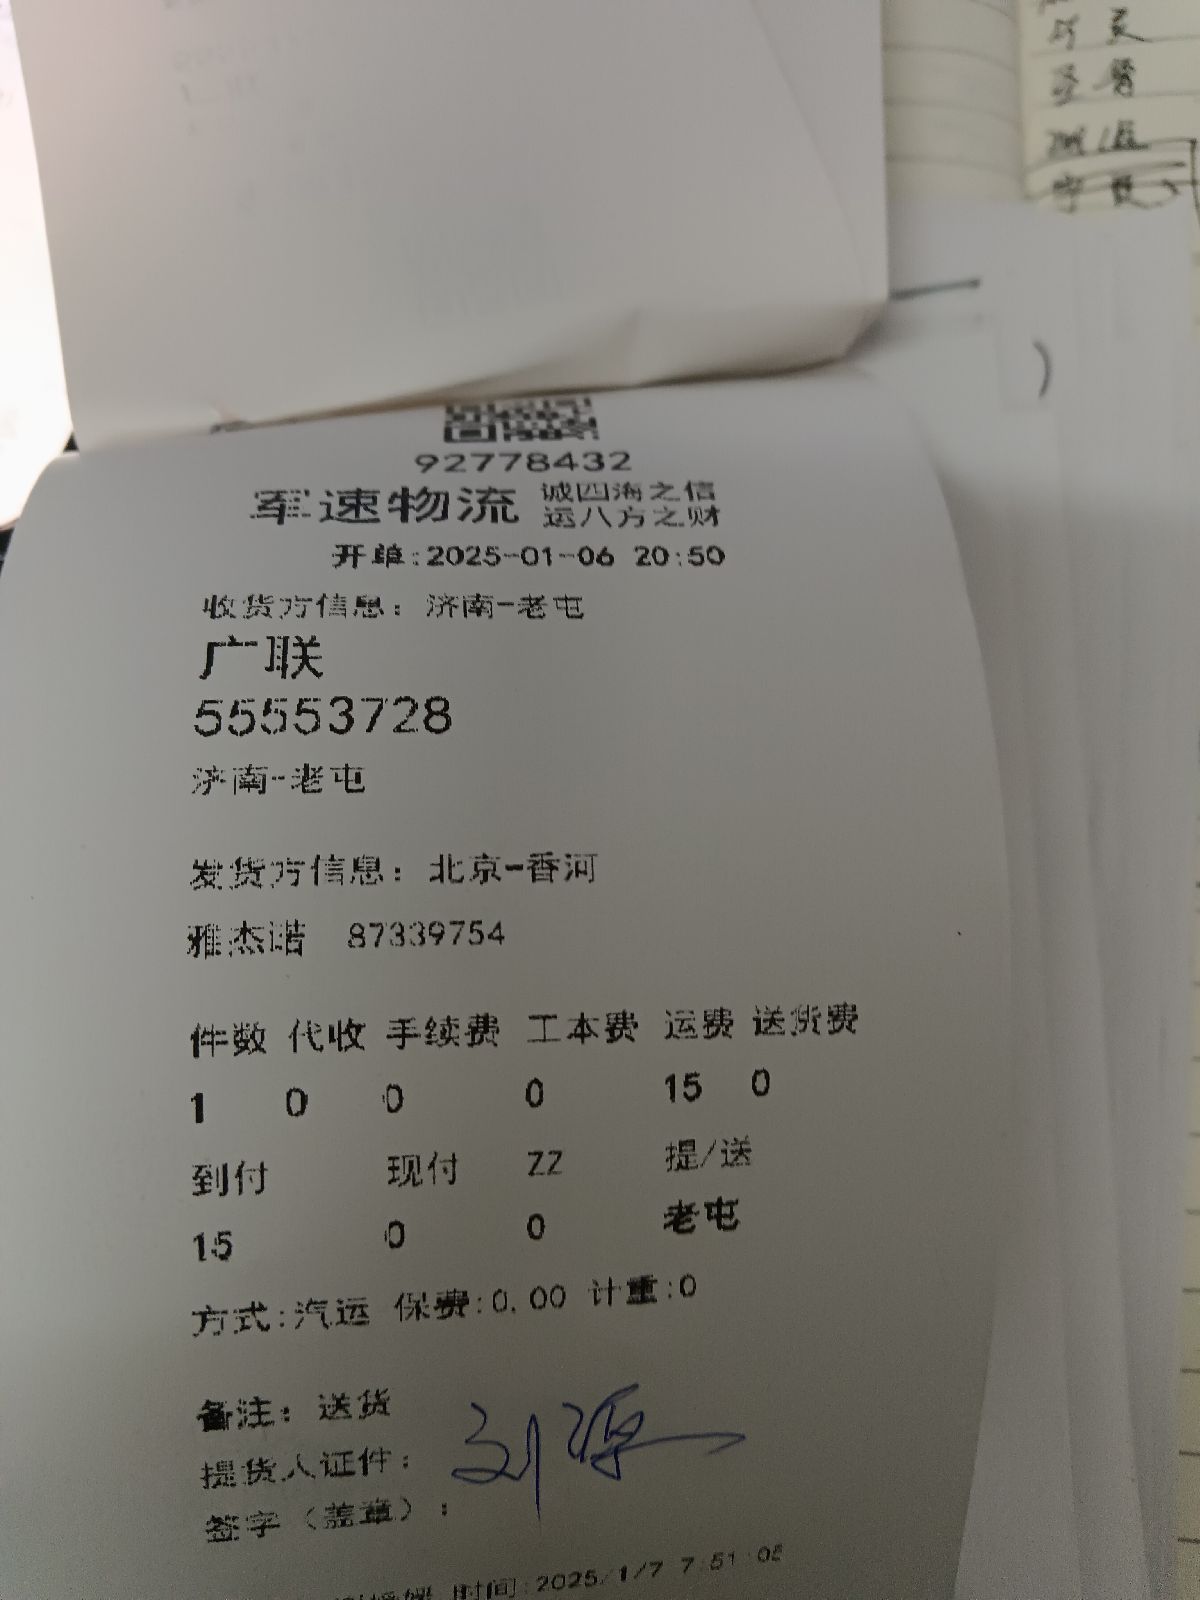 92778432
军速物流 诚四海之信
运八方之财
开单:2025-01-06 20:50
收货方信息: 济南-老屯
广联
55553728
济南-老屯
发货方信息: 北京-香河
雅杰诺 87339754
件数 代收 手续费 工本费 运费 送货费
1 0 0 0 15 0
到付 现付 ZZ 提/送
15 0 0 老屯
方式:汽运 保费:0.00 计重:0
备注: 送货
提货人证件:
签字（盖章）:
时间:2025/1/7 7:51:05